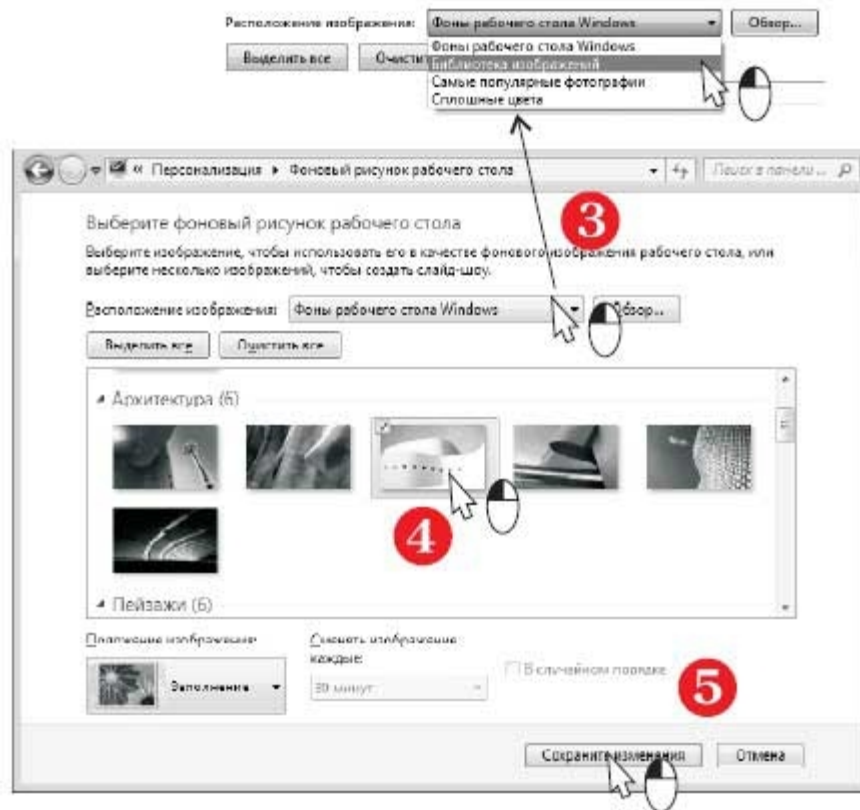 Расположение изображения: Фоны рабочего стола Windows Обзор...
Выделить все
Фоны рабочего стола Windows
Библиотека изображений
Самые популярные фотографии
Сплошные цвета
« Персонализация Фоновый рисунок рабочего стола Поиск в панели ...
3
Выберите фоновый рисунок рабочего стола
Выберите изображение, чтобы использовать его в качестве фонового изображения рабочего стола, или
выберите несколько изображений, чтобы создать слайд-шоу.
Расположение изображения: Фоны рабочего стола Windows Обзор...
Выделить все Очистить все
Архитектура (6)
4
Пейзажи (6)
Положение изображения: Сменять изображение
каждые:
Заполнение 30 минут В случайном порядке
5
Сохранить изменения Отмена